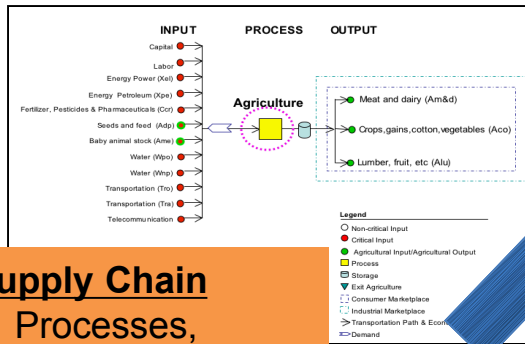 INPUT PROCESS OUTPUT
Capital
Labor
Energy Power (Xel)
Energy Petroleum (Xpe)
Fertilizer, Pesticides & Pharmaceuticals (Ccr)
Seeds and feed (Adp)
Baby animal stock (Ame)
Water (Wpo)
Water (Wnp)
Transportation (Tro)
Transportation (Tra)
Telecommunication
Agriculture
Meat and dairy (Am&d)
Crops,gains,cotton,vegetables (Aco)
Lumber, fruit, etc (Alu)
Legend
Non-critical Input
Critical Input
Agricultural Input/Agricultural Output
Process
Storage
Exit Agriculture
Consumer Marketplace
Industrial Marketplace
Transportation Path &
Demand
upply Chain
Processes,